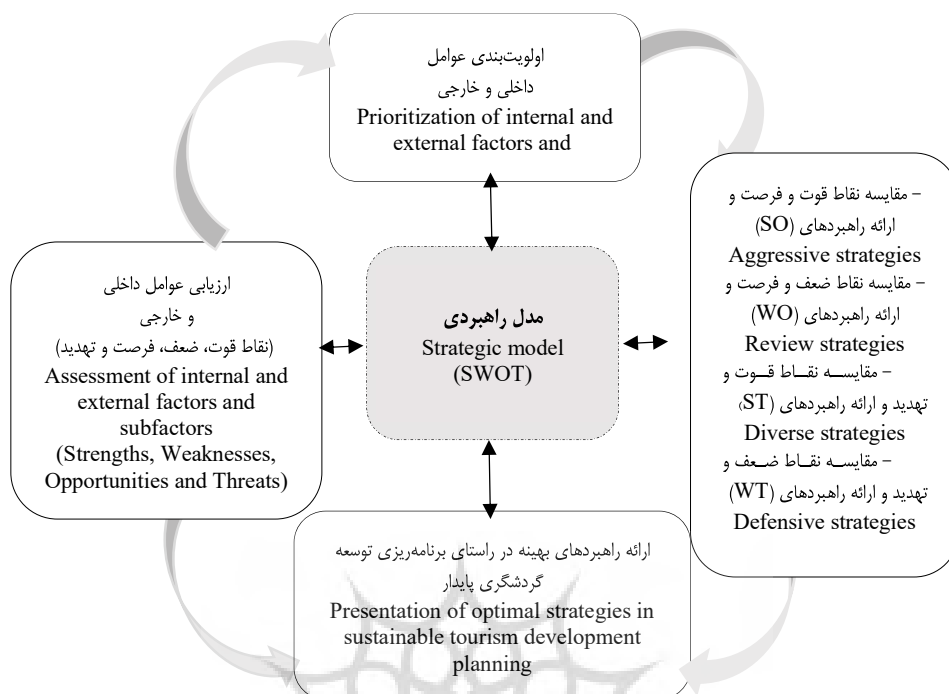 اولویت‌بندی عوامل
داخلی و خارجی
Prioritization of internal and
external factors and
– مقایسه نقاط قوت و فرصت و
ارائه راهبردهای (SO)
Aggressive strategies
– مقایسه نقاط ضعف و فرصت و
ارائه راهبردهای (WO)
Review strategies
– مقایسه نقاط قوت و
تهدید و ارائه راهبردهای (ST)
Diverse strategies
– مقایسه نقاط ضعف و
تهدید و ارائه راهبردهای (WT)
Defensive strategies
مدل راهبردی
Strategic model
(SWOT)
ارزیابی عوامل داخلی
و خارجی
(نقاط قوت، ضعف، فرصت و تهدید)
Assessment of internal and
external factors and
subfactors
(Strengths, Weaknesses,
Opportunities and Threats)
ارائه راهبردهای بهینه در راستای برنامه‌ریزی توسعه
گردشگری پایدار
Presentation of optimal strategies in
sustainable tourism development
planning